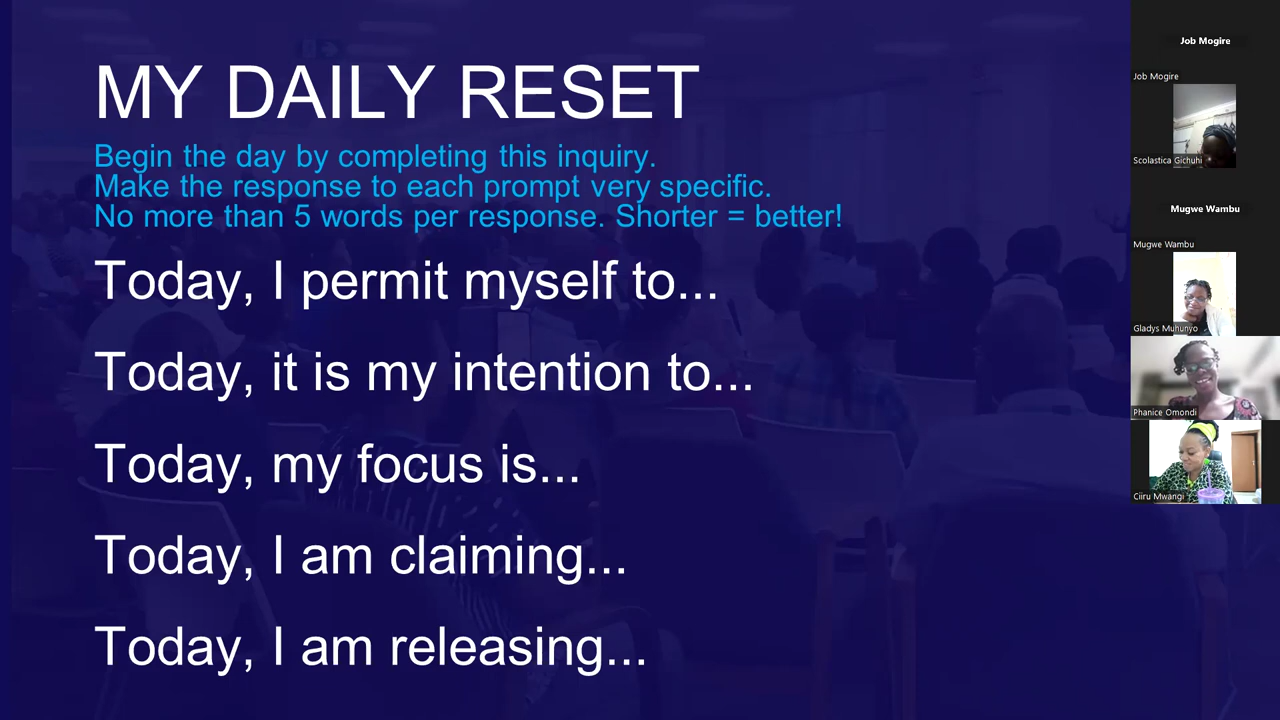 MY DAILY RESET
Begin the day by completing this inquiry.
Make the response to each prompt very specific.
No more than 5 words per response. Shorter = better!
Today, I permit myself to...
Today, it is my intention to...
Today, my focus is...
Today, I am claiming...
Today, I am releasing...
Job Mogire
Job Mogire
Scolastica Gichuhi
Mugwe Wambu
Mugwe Wambu
Gladys Muhunyo
Phanice Omondi
Ciiru Mwangi